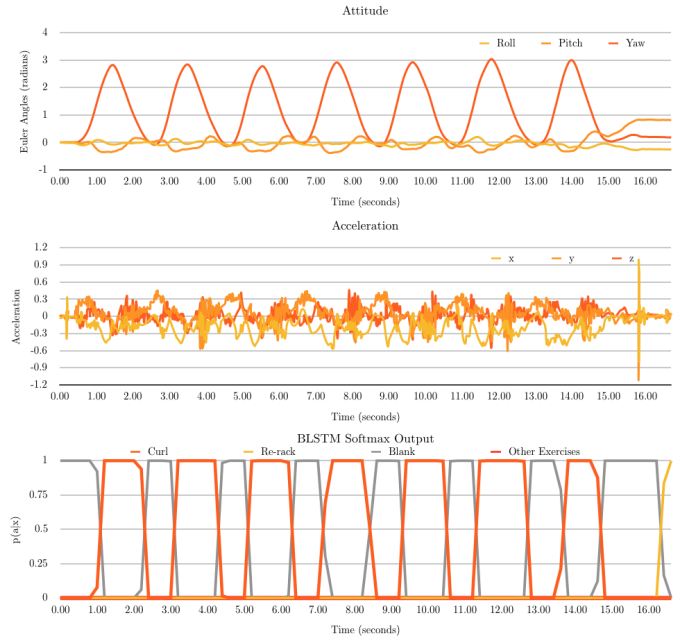 Attitude
Roll Pitch Yaw
Euler Angles (radians)
4
3
2
1
0
-1
0.00 1.00 2.00 3.00 4.00 5.00 6.00 7.00 8.00 9.00 10.00 11.00 12.00 13.00 14.00 15.00 16.00
Time (seconds)
Acceleration
x y z
Acceleration
1.2
0.9
0.6
0.3
0
-0.3
-0.6
-0.9
-1.2
0.00 1.00 2.00 3.00 4.00 5.00 6.00 7.00 8.00 9.00 10.00 11.00 12.00 13.00 14.00 15.00 16.00
Time (seconds)
BLSTM Softmax Output
Curl Re-rack Blank Other Exercises
p(a|x)
1
0.75
0.5
0.25
0
0.00 1.00 2.00 3.00 4.00 5.00 6.00 7.00 8.00 9.00 10.00 11.00 12.00 13.00 14.00 15.00 16.00
Time (seconds)